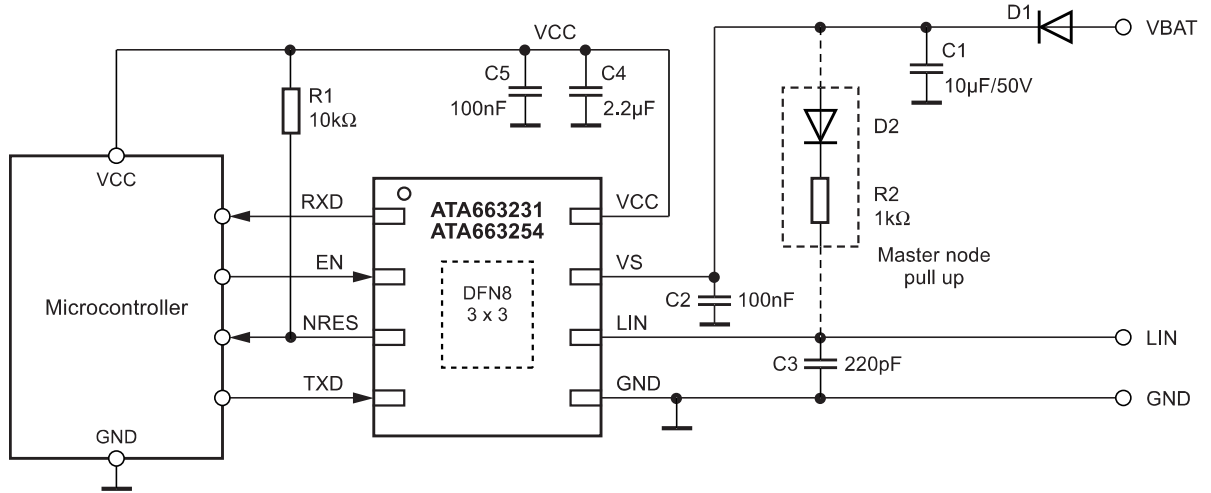 D1
VBAT
VCC
C5
100nF
C4
2.2µF
C1
10µF/50V
R1
10kΩ
D2
R2
1kΩ
Master node
pull up
VCC
RXD
EN
NRES
TXD
Microcontroller
GND
ATA663231
ATA663254
DFN8
3 x 3
VCC
VS
LIN
GND
C2
100nF
C3
220pF
LIN
GND